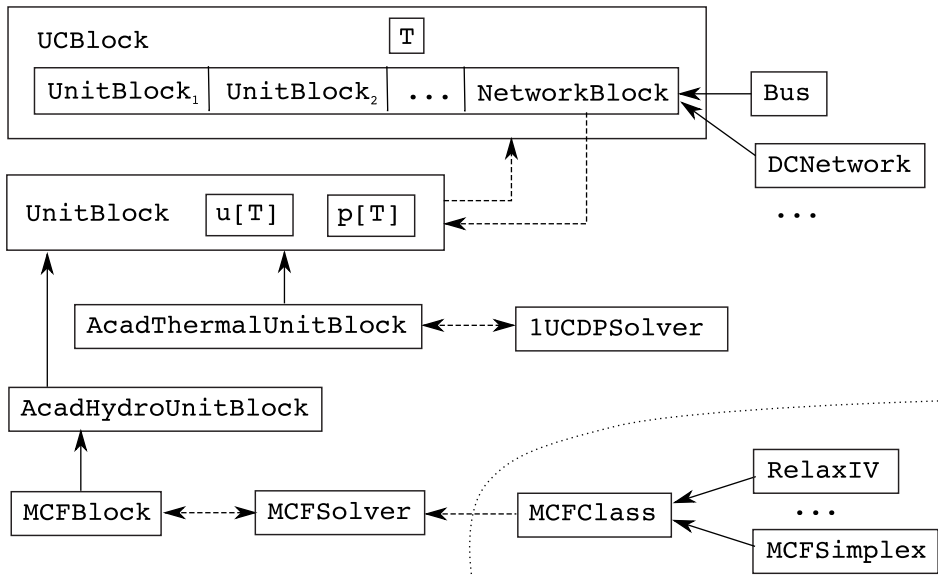 UCBlock
T
UnitBlock1
UnitBlock2
...
NetworkBlock
Bus
DCNetwork
...
UnitBlock
u[T]
p[T]
AcadThermalUnitBlock
1UCDPSolver
AcadHydroUnitBlock
RelaxIV
...
MCFBlock
MCFSolver
MCFClass
MCFSimplex